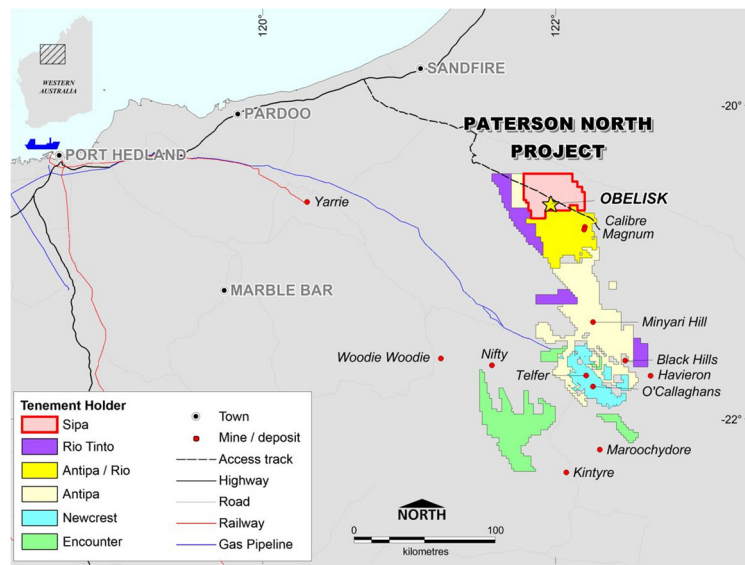 120°
122°
SANDFIRE
WESTERN
AUSTRALIA
-20°
PARDOO
PATERSON NORTH
PROJECT
PORT HEDLAND
OBELISK
Yarrie
Calibre
Magnum
MARBLE BAR
Minyari Hill
Woodie Woodie
Nifty
Black Hills
Telfer
Havieron
O'Callaghans
-22°
Maroochydore
Kintyre
Tenement Holder
Sipa
Rio Tinto
Antipa / Rio
Antipa
Newcrest
Encounter
Town
Mine / deposit
Access track
Highway
Road
Railway
Gas Pipeline
NORTH
0
100
kilometres